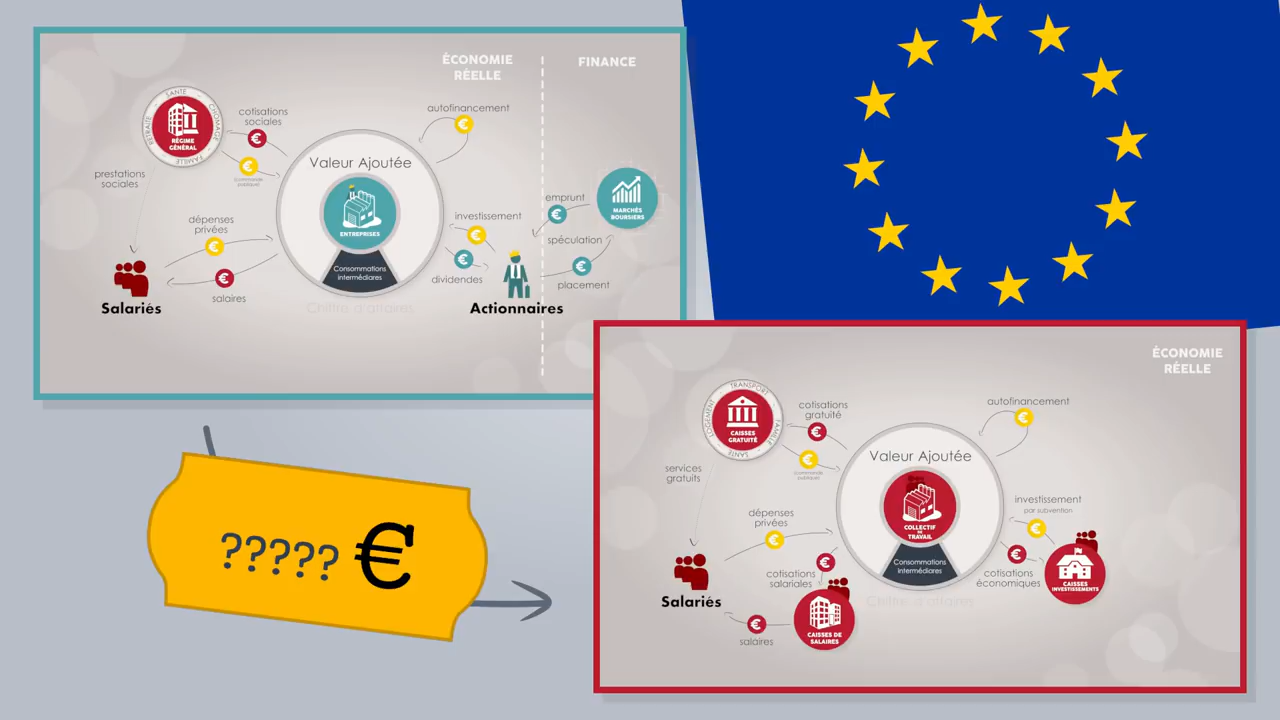 ÉCONOMIE
RÉELLE
FINANCE
SANTÉ
CHÔMAGE
FAMILLE
RETRAITE
RÉGIME
GÉNÉRAL
cotisations
sociales
autofinancement
Valeur Ajoutée
prestations
sociales
ENTREPRISES
dépenses
privées
Consommations
intermédiaires
investissement
dividendes
emprunt
MARCHÉS
BOURSIERS
spéculation
placement
salaires
Salariés
Actionnaires
Chiffre d'affaires
????? €
ÉCONOMIE
RÉELLE
TRANSPORT
FAMILLE
SANTÉ
LOGEMENT
CAISSES
GRATUITÉ
cotisations
gratuité
autofinancement
Valeur Ajoutée
services
gratuits
COLLECTIF
DE
TRAVAIL
dépenses
privées
Consommations
intermédiaires
investissement
par subvention
cotisations
économiques
CAISSES
INVESTISSEMENTS
cotisations
salariales
Salariés
CAISSES DE
SALAIRES
salaires
Chiffre d'affaires